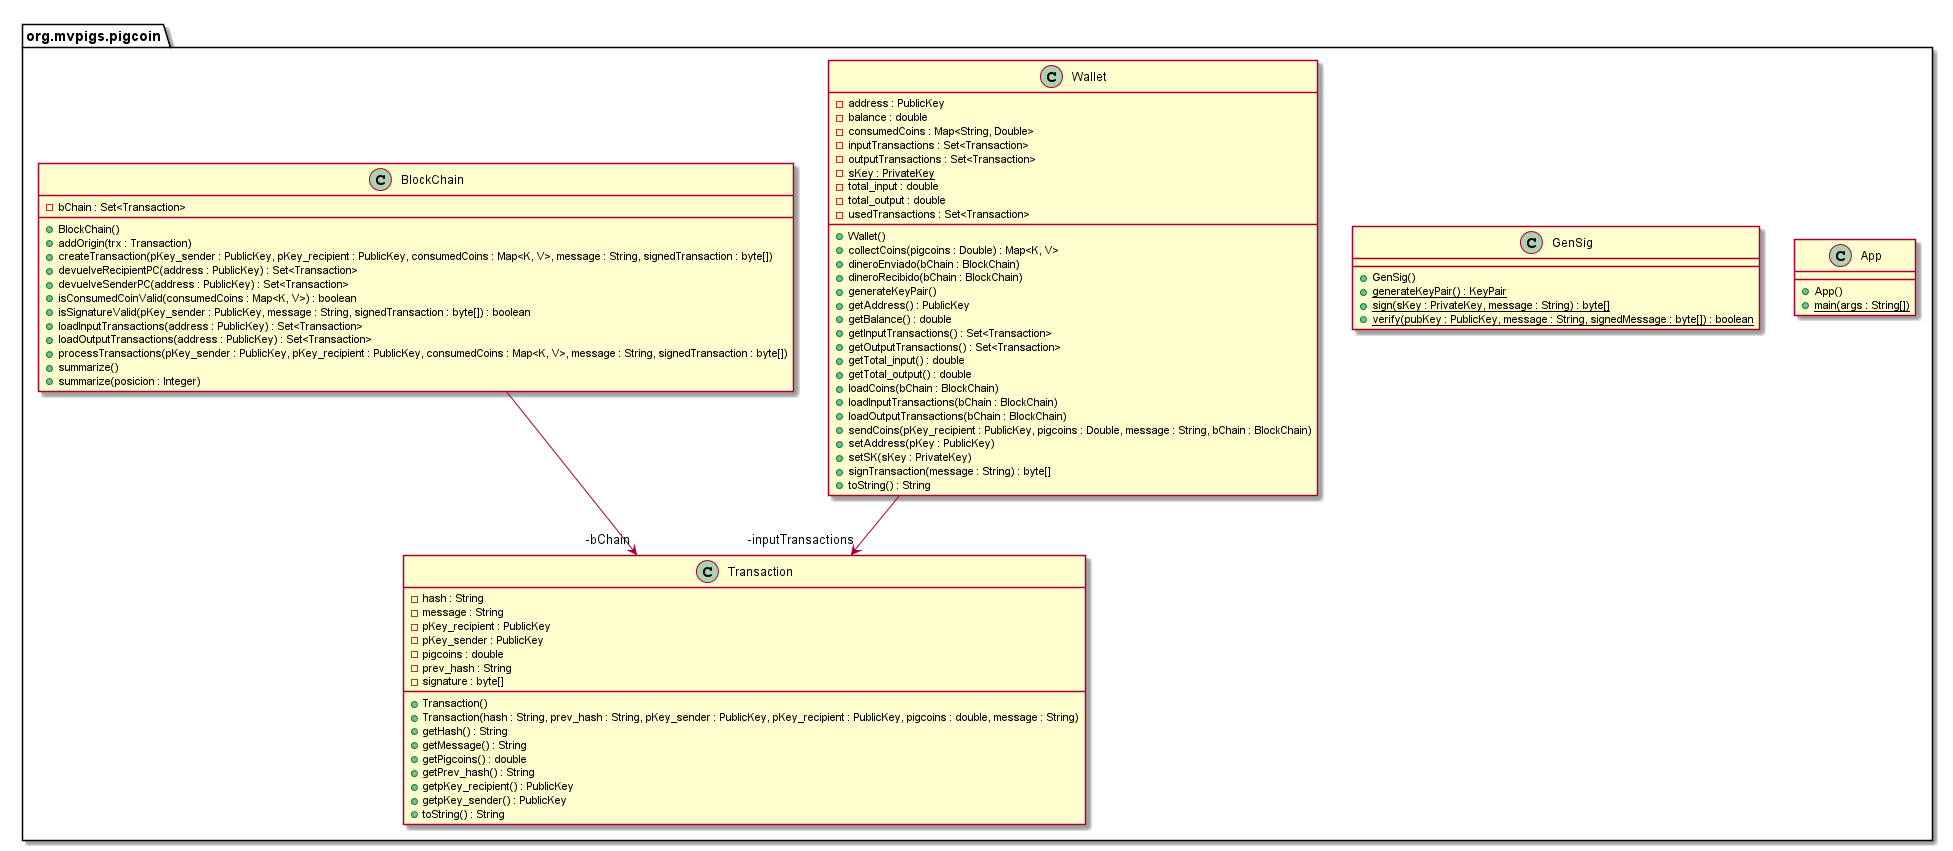 org.mvpigs.pigcoin
C Wallet
address : PublicKey
balance : double
consumedCoins : Map<String, Double>
inputTransactions : Set<Transaction>
outputTransactions : Set<Transaction>
sKey : PrivateKey
total_input : double
total_output : double
usedTransactions : Set<Transaction>
Wallet()
collectCoins(pigcoins : Double) : Map<K, V>
dineroEnviado(bChain : BlockChain)
dineroRecibido(bChain : BlockChain)
generateKeyPair()
getAddress() : PublicKey
getBalance() : double
getInputTransactions() : Set<Transaction>
getOutputTransactions() : Set<Transaction>
getTotal_input() : double
getTotal_output() : double
loadCoins(bChain : BlockChain)
loadInputTransactions(bChain : BlockChain)
loadOutputTransactions(bChain : BlockChain)
sendCoins(pKey_recipient : PublicKey, pigcoins : Double, message : String, bChain : BlockChain)
setAddress(pKey : PublicKey)
setSK(sKey : PrivateKey)
signTransaction(message : String) : byte[]
toString() : String
C BlockChain
bChain : Set<Transaction>
BlockChain()
addOrigin(trx : Transaction)
createTransaction(pKey_sender : PublicKey, pKey_recipient : PublicKey, consumedCoins : Map<K, V>, message : String, signedTransaction : byte[])
devuelveRecipientPC(address : PublicKey) : Set<Transaction>
devuelveSenderPC(address : PublicKey) : Set<Transaction>
isConsumedCoinValid(consumedCoins : Map<K, V>) : boolean
isSignatureValid(pKey_sender : PublicKey, message : String, signedTransaction : byte[]) : boolean
loadInputTransactions(address : PublicKey) : Set<Transaction>
loadOutputTransactions(address : PublicKey) : Set<Transaction>
processTransactions(pKey_sender : PublicKey, pKey_recipient : PublicKey, consumedCoins : Map<K, V>, message : String, signedTransaction : byte[])
summarize()
summarize(posicion : Integer)
C GenSig
GenSig()
generateKeyPair() : KeyPair
sign(sKey : PrivateKey, message : String) : byte[]
verify(pubKey : PublicKey, message : String, signedMessage : byte[]) : boolean
C App
App()
main(args : String[])
-bChain
-inputTransactions
C Transaction
hash : String
message : String
pKey_recipient : PublicKey
pKey_sender : PublicKey
pigcoins : double
prev_hash : String
signature : byte[]
Transaction()
Transaction(hash : String, prev_hash : String, pKey_sender : PublicKey, pKey_recipient : PublicKey, pigcoins : double, message : String)
getHash() : String
getMessage() : String
getPigcoins() : double
getPrev_hash() : String
getpKey_recipient() : PublicKey
getpKey_sender() : PublicKey
toString() : String